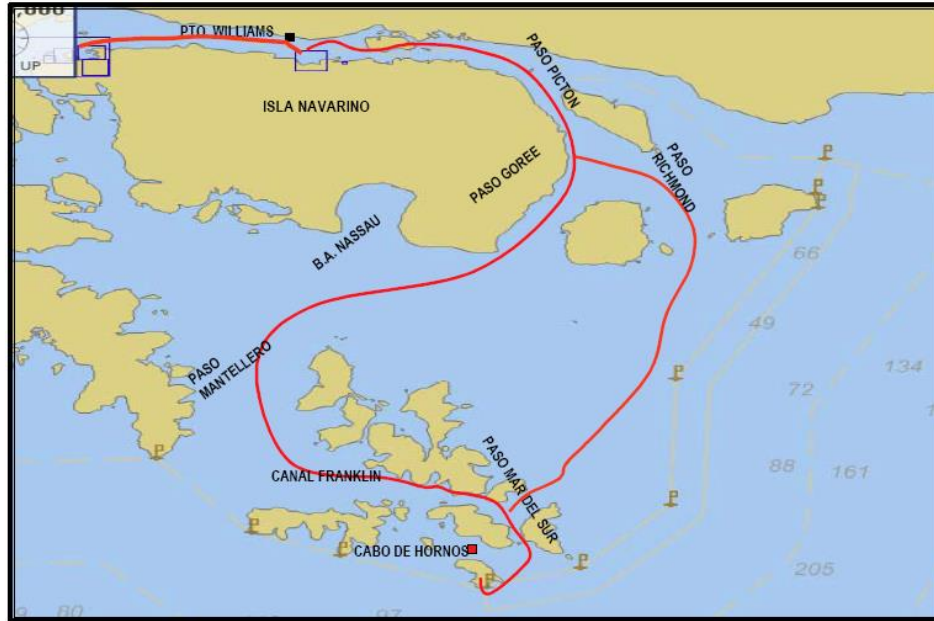 ,000
UP
PTO. WILLIAMS
PASO PICTON
ISLA NAVARINO
PASO GOREE
PASO RICHMOND
B.A. NASSAU
66
49
134
72
PASO MANTELLERO
CANAL FRANKLIN
PASO MAR DEL SUR
88
161
CABO DE HORNOS
205
80
97